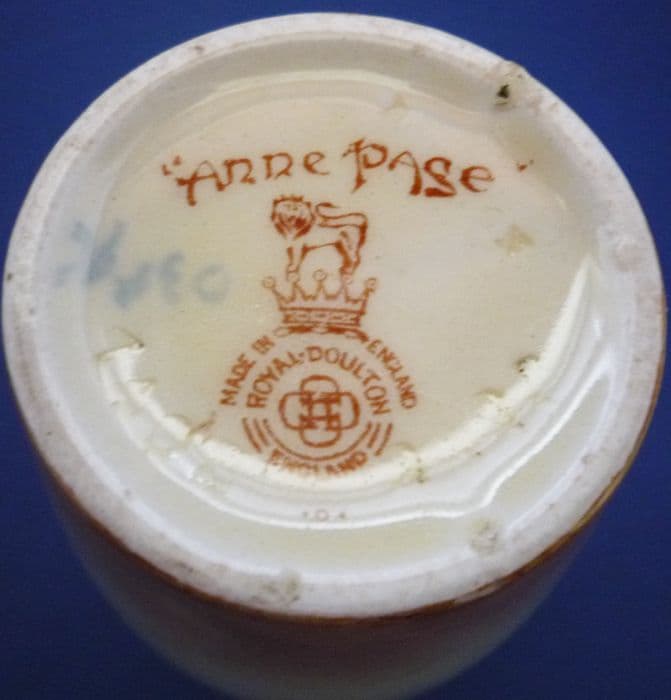 "Anne Page"
MADE IN ENGLAND
ROYAL·DOULTON
ENGLAND